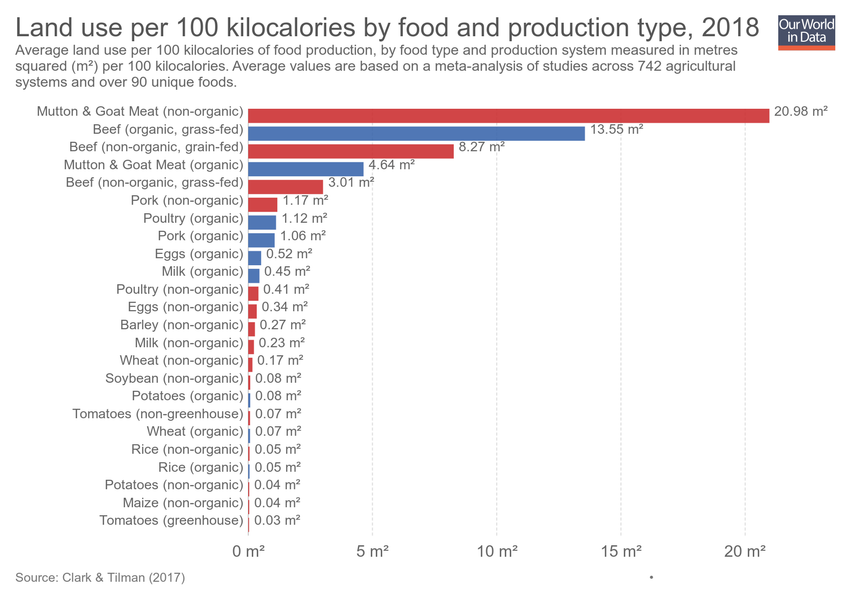 Land use per 100 kilocalories by food and production type, 2018
Our World
in Data
Average land use per 100 kilocalories of food production, by food type and production system measured in metres
squared (m²) per 100 kilocalories. Average values are based on a meta-analysis of studies across 742 agricultural
systems and over 90 unique foods.
Mutton & Goat Meat (non-organic) 20.98 m²
Beef (organic, grass-fed) 13.55 m²
Beef (non-organic, grain-fed) 8.27 m²
Mutton & Goat Meat (organic) 4.64 m²
Beef (non-organic, grass-fed) 3.01 m²
Pork (non-organic) 1.17 m²
Poultry (organic) 1.12 m²
Pork (organic) 1.06 m²
Eggs (organic) 0.52 m²
Milk (organic) 0.45 m²
Poultry (non-organic) 0.41 m²
Eggs (non-organic) 0.34 m²
Barley (non-organic) 0.27 m²
Milk (non-organic) 0.23 m²
Wheat (non-organic) 0.17 m²
Soybean (non-organic) 0.08 m²
Potatoes (organic) 0.08 m²
Tomatoes (non-greenhouse) 0.07 m²
Wheat (organic) 0.07 m²
Rice (non-organic) 0.05 m²
Rice (organic) 0.05 m²
Potatoes (non-organic) 0.04 m²
Maize (non-organic) 0.04 m²
Tomatoes (greenhouse) 0.03 m²
0 m² 5 m² 10 m² 15 m² 20 m²
Source: Clark & Tilman (2017)